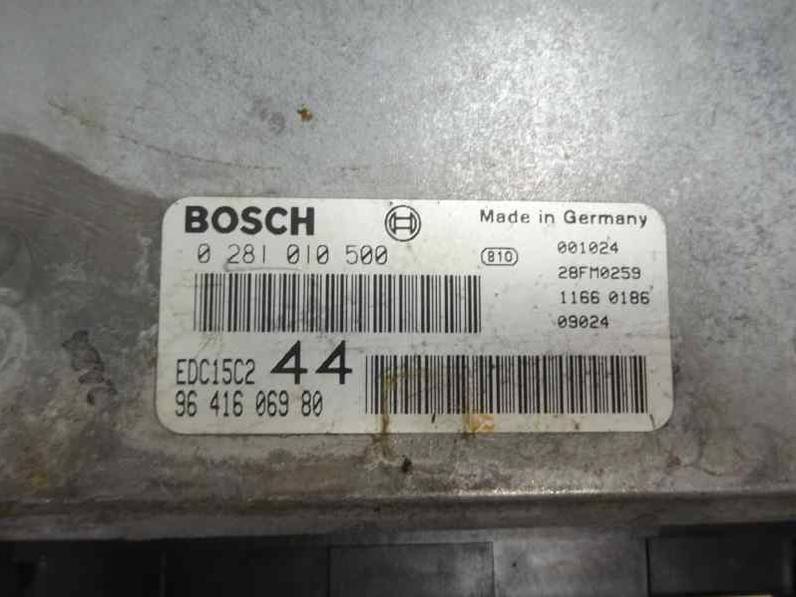 BOSCH
0 281 010 500
EDC15C2 44
96 416 069 80
Made in Germany
810 001024
28FM0259
1166 0186
09024